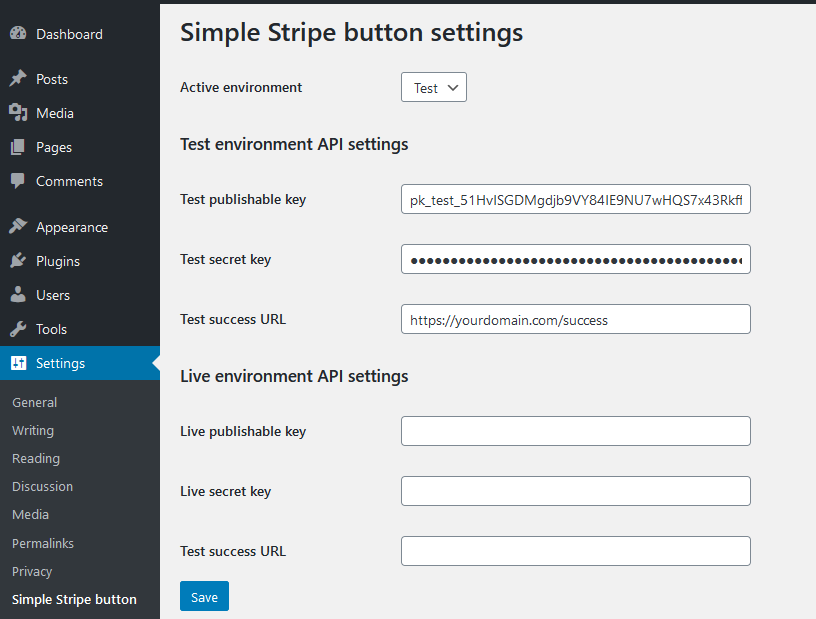 Dashboard
Posts
Media
Pages
Comments
Appearance
Plugins
Users
Tools
Settings
General
Writing
Reading
Discussion
Media
Permalinks
Privacy
Simple Stripe button
Simple Stripe button settings
Active environment Test
Test environment API settings
Test publishable key pk_test_51HvISGDMgdjb9VY84IE9NU7wHQS7x43Rkff
Test secret key
Test success URL https://yourdomain.com/success
Live environment API settings
Live publishable key
Live secret key
Test success URL
Save